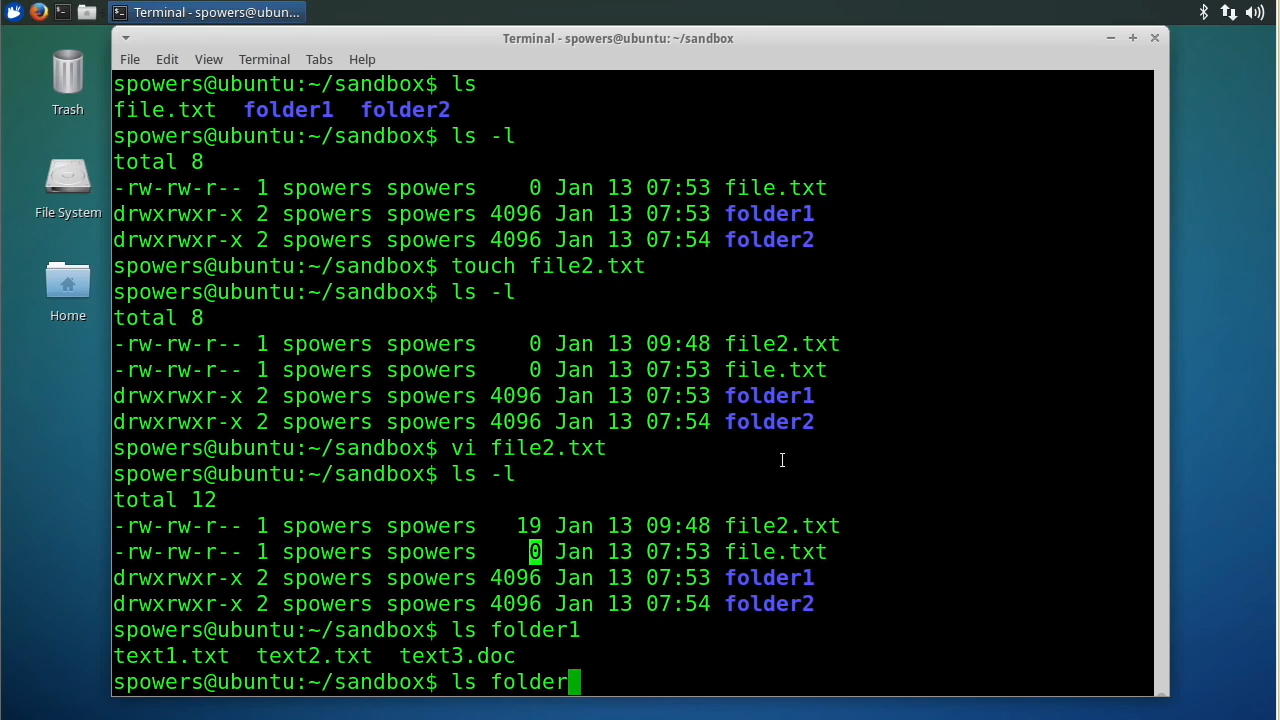 Terminal - spowers@ubun...
Terminal - spowers@ubuntu: ~/sandbox
File Edit View Terminal Tabs Help
Trash
File System
Home
spowers@ubuntu:~/sandbox$ ls
file.txt  folder1  folder2
spowers@ubuntu:~/sandbox$ ls -l
total 8
-rw-rw-r-- 1 spowers spowers    0 Jan 13 07:53 file.txt
drwxrwxr-x 2 spowers spowers 4096 Jan 13 07:53 folder1
drwxrwxr-x 2 spowers spowers 4096 Jan 13 07:54 folder2
spowers@ubuntu:~/sandbox$ touch file2.txt
spowers@ubuntu:~/sandbox$ ls -l
total 8
-rw-rw-r-- 1 spowers spowers    0 Jan 13 09:48 file2.txt
-rw-rw-r-- 1 spowers spowers    0 Jan 13 07:53 file.txt
drwxrwxr-x 2 spowers spowers 4096 Jan 13 07:53 folder1
drwxrwxr-x 2 spowers spowers 4096 Jan 13 07:54 folder2
spowers@ubuntu:~/sandbox$ vi file2.txt
spowers@ubuntu:~/sandbox$ ls -l
total 12
-rw-rw-r-- 1 spowers spowers   19 Jan 13 09:48 file2.txt
-rw-rw-r-- 1 spowers spowers    0 Jan 13 07:53 file.txt
drwxrwxr-x 2 spowers spowers 4096 Jan 13 07:53 folder1
drwxrwxr-x 2 spowers spowers 4096 Jan 13 07:54 folder2
spowers@ubuntu:~/sandbox$ ls folder1
text1.txt  text2.txt  text3.doc
spowers@ubuntu:~/sandbox$ ls folder